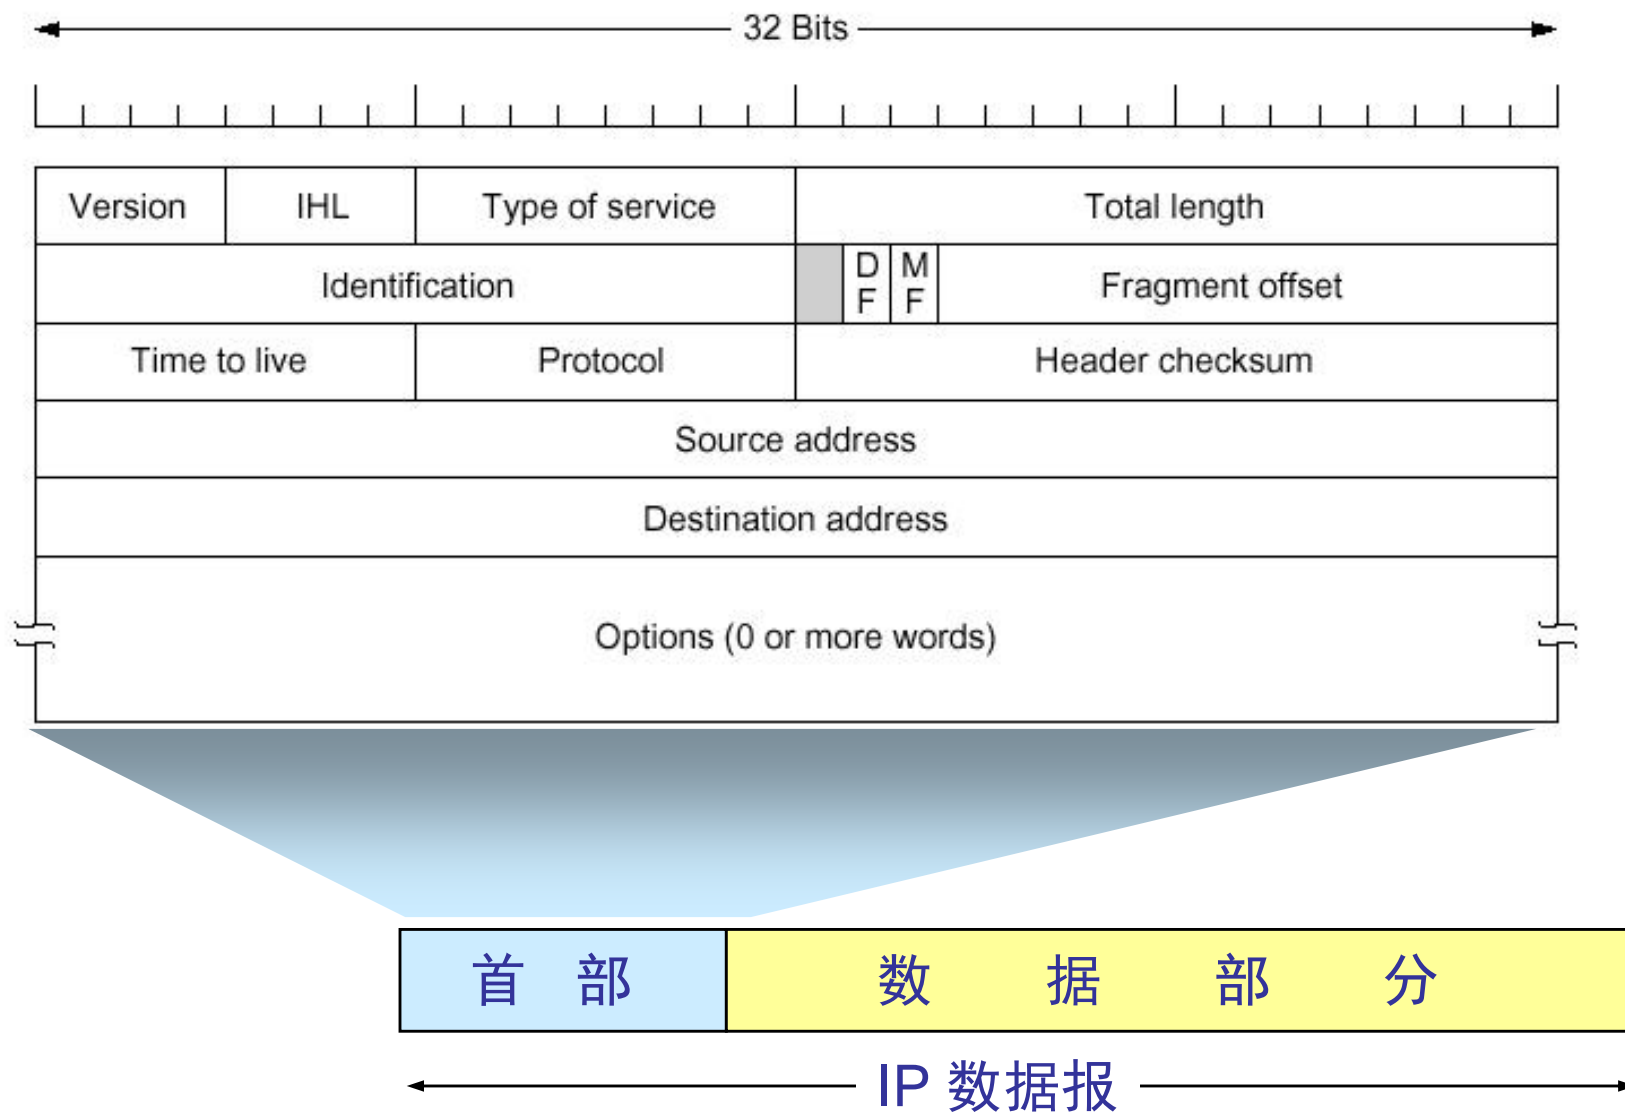 32 Bits
Version IHL Type of service Total length
Identification D F M F Fragment offset
Time to live Protocol Header checksum
Source address
Destination address
Options (0 or more words)
首 部 数 据 部 分
IP 数据报